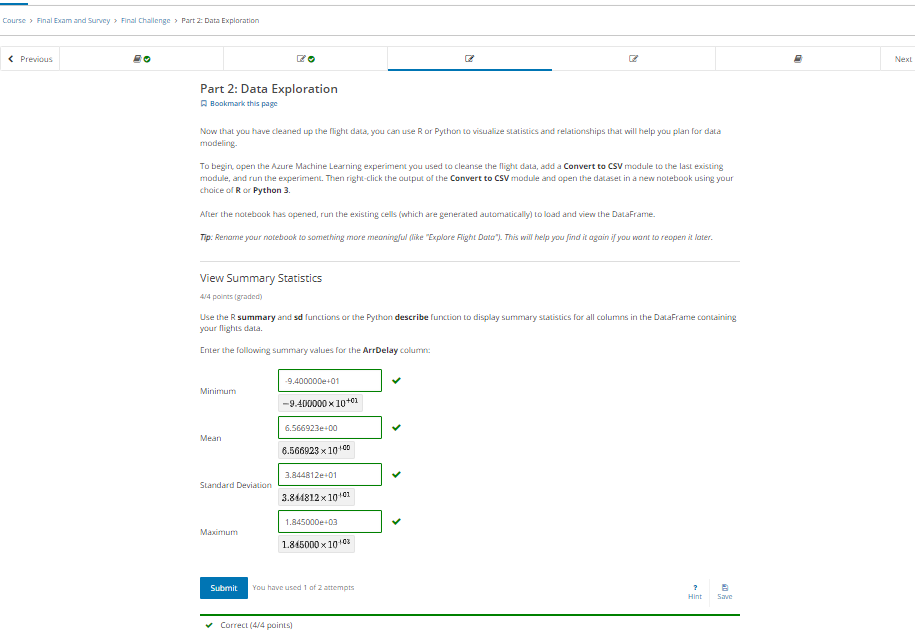 Course > Final Exam and Survey > Final Challenge > Part 2: Data Exploration
Previous
Next
Part 2: Data Exploration
Bookmark this page
Now that you have cleaned up the flight data, you can use R or Python to visualize statistics and relationships that will help you plan for data
modeling.
To begin, open the Azure Machine Learning experiment you used to cleanse the flight data, add a Convert to CSV module to the last existing
module, and run the experiment. Then right-click the output of the Convert to CSV module and open the dataset in a new notebook using your
choice of R or Python 3.
After the notebook has opened, run the existing cells (which are generated automatically) to load and view the DataFrame.
Tip: Rename your notebook to something more meaningful (like "Explore Flight Data"). This will help you find it again if you want to reopen it later.
View Summary Statistics
4/4 points (graded)
Use the R summary and sd functions or the Python describe function to display summary statistics for all columns in the DataFrame containing
your flights data.
Enter the following summary values for the ArrDelay column:
Minimum
-9.400000e+01
−9.400000 × 10⁺⁰¹
Mean
6.566923e+00
6.566923 × 10⁺⁰⁰
Standard Deviation
3.844812e+01
3.844812 × 10⁺⁰¹
Maximum
1.845000e+03
1.845000 × 10⁺⁰³
Submit
You have used 1 of 2 attempts
? Hint
Save
Correct (4/4 points)